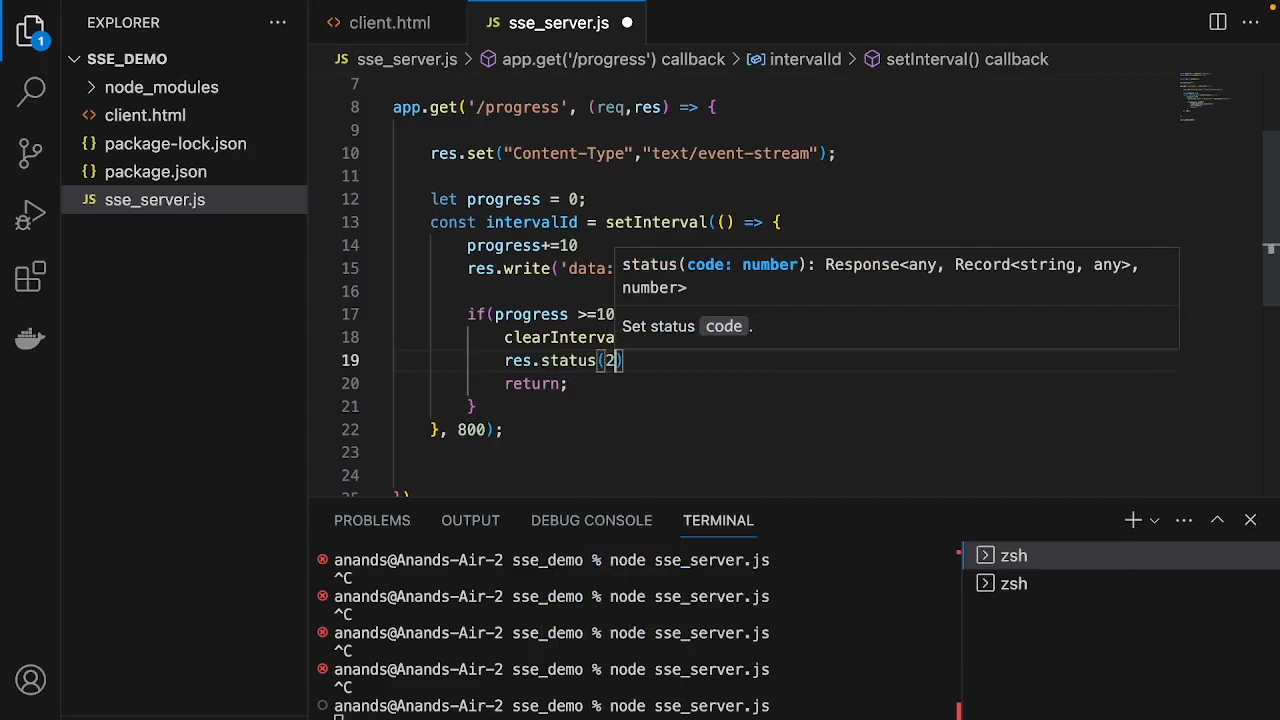 EXPLORER ···
1
SSE_DEMO
node_modules
client.html
package-lock.json
package.json
JS sse_server.js
<> client.html JS sse_server.js
JS sse_server.js > app.get('/progress') callback > intervalId > setInterval() callback
7
8 app.get('/progress', (req,res) => {
9
10 res.set("Content-Type","text/event-stream");
11
12 let progress = 0;
13 const intervalId = setInterval(() => {
14 progress+=10
15 res.write('data:
16
17 if(progress >=10
18 clearInterva
19 res.status(2)
20 return;
21 }
22 }, 800);
23
24
25 })
status(code: number): Response<any, Record<string, any>,
number>
Set status code.
PROBLEMS OUTPUT DEBUG CONSOLE TERMINAL
anands@Anands-Air-2 sse_demo % node sse_server.js
^C
anands@Anands-Air-2 sse_demo % node sse_server.js
^C
anands@Anands-Air-2 sse_demo % node sse_server.js
^C
anands@Anands-Air-2 sse_demo % node sse_server.js
^C
anands@Anands-Air-2 sse_demo % node sse_server.js
zsh
zsh